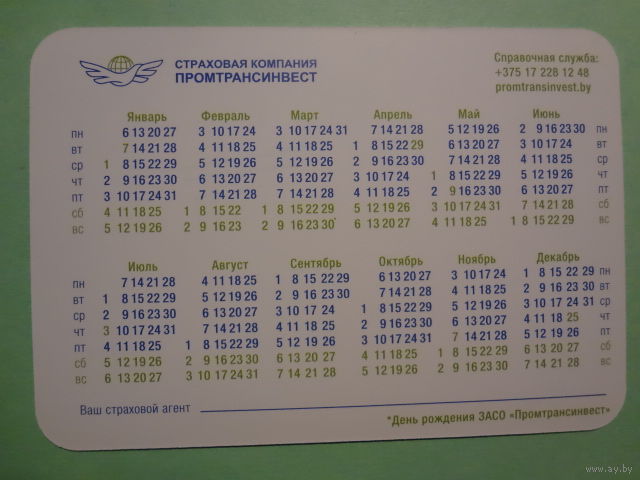 СТРАХОВАЯ КОМПАНИЯ
ПРОМТРАНСИНВЕСТ
Справочная служба:
+375 17 228 12 48
promtransinvest.by
Январь Февраль Март Апрель Май Июнь
пн 6 13 20 27 3 10 17 24 3 10 17 24 31 7 14 21 28 5 12 19 26 2 9 16 23 30 пн
вт 7 14 21 28 4 11 18 25 4 11 18 25 1 8 15 22 29 6 13 20 27 3 10 17 24 вт
ср 1 8 15 22 29 5 12 19 26 5 12 19 26 2 9 16 23 30 7 14 21 28 4 11 18 25 ср
чт 2 9 16 23 30 6 13 20 27 6 13 20 27 3 10 17 24 1 8 15 22 29 5 12 19 26 чт
пт 3 10 17 24 31 7 14 21 28 7 14 21 28 4 11 18 25 2 9 16 23 30 6 13 20 27 пт
сб 4 11 18 25 1 8 15 22 1 8 15 22 29 5 12 19 26 3 10 17 24 31 7 14 21 28 сб
вс 5 12 19 26 2 9 16 23 2 9 16 23 30* 6 13 20 27 4 11 18 25 1 8 15 22 29 вс
Июль Август Сентябрь Октябрь Ноябрь Декабрь
пн 7 14 21 28 4 11 18 25 1 8 15 22 29 6 13 20 27 3 10 17 24 1 8 15 22 29 пн
вт 1 8 15 22 29 5 12 19 26 2 9 16 23 30 7 14 21 28 4 11 18 25 2 9 16 23 30 вт
ср 2 9 16 23 30 6 13 20 27 3 10 17 24 1 8 15 22 29 5 12 19 26 3 10 17 24 31 ср
чт 3 10 17 24 31 7 14 21 28 4 11 18 25 2 9 16 23 30 6 13 20 27 4 11 18 25 чт
пт 4 11 18 25 1 8 15 22 29 5 12 19 26 3 10 17 24 31 7 14 21 28 5 12 19 26 пт
сб 5 12 19 26 2 9 16 23 30 6 13 20 27 4 11 18 25 1 8 15 22 29 6 13 20 27 сб
вс 6 13 20 27 3 10 17 24 31 7 14 21 28 5 12 19 26 2 9 16 23 30 7 14 21 28 вс
Ваш страховой агент
*День рождения ЗАСО «Промтрансинвест»
www.ay.by